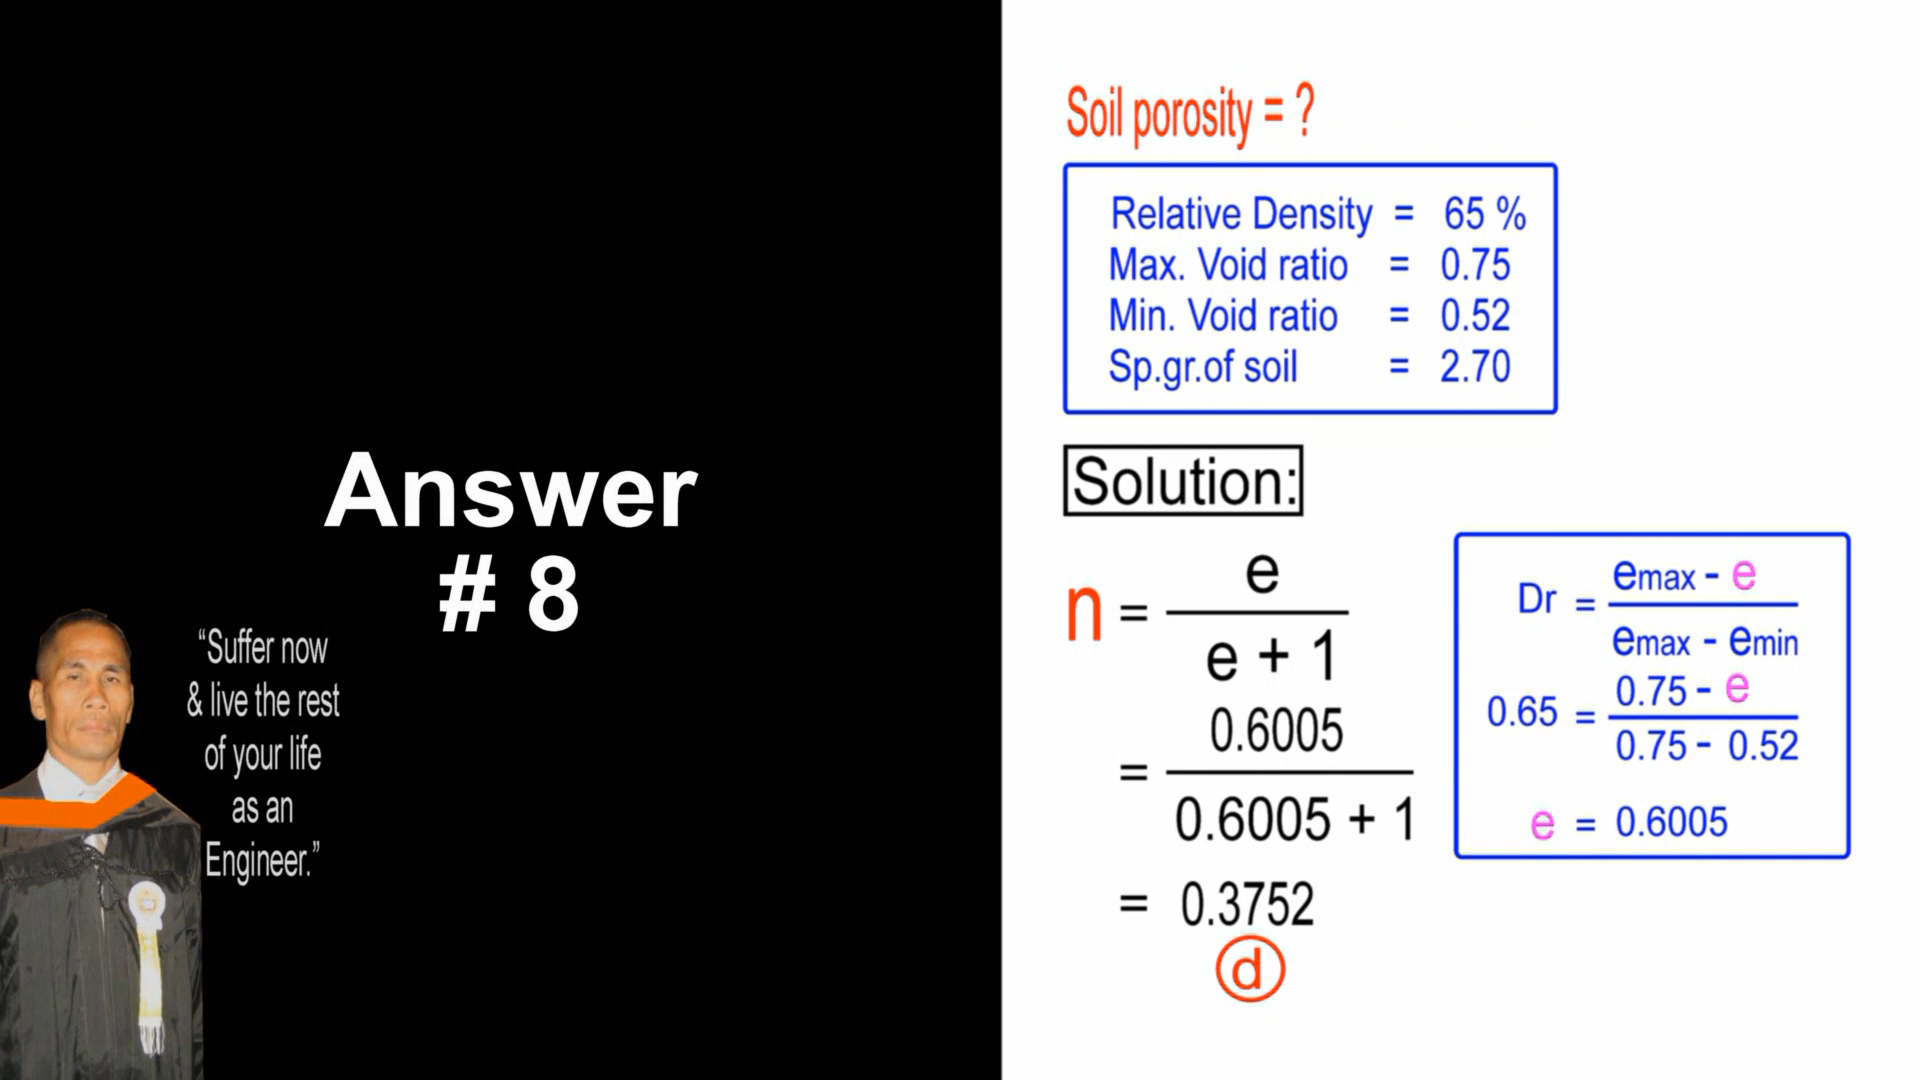 Answer
# 8
“Suffer now
& live the rest
of your life
as an
Engineer.”
Soil porosity = ?
Relative Density = 65 %
Max. Void ratio = 0.75
Min. Void ratio = 0.52
Sp.gr.of soil = 2.70
Solution:
n = e
e + 1
= 0.6005
0.6005 + 1
= 0.3752
d
Dr = emax - e
emax - emin
0.65 = 0.75 - e
0.75 - 0.52
e = 0.6005